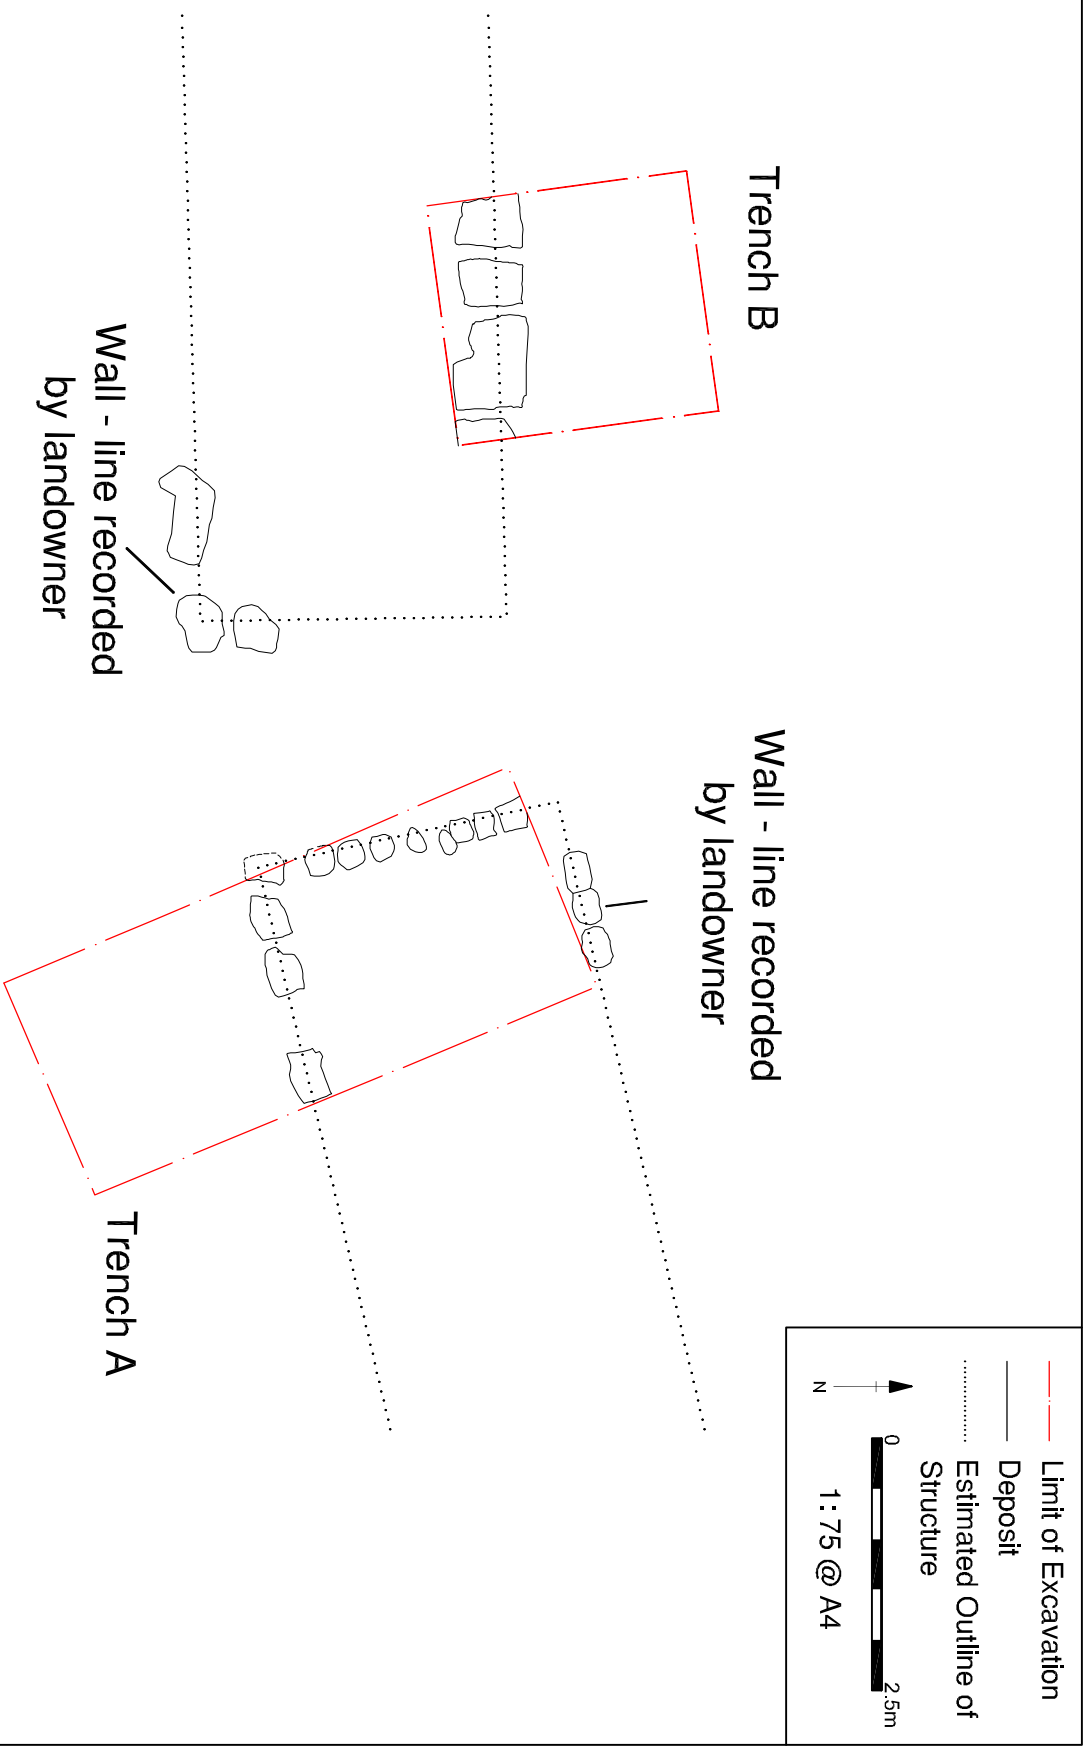 Trench B
Wall - line recorded
by landowner
Wall - line recorded
by landowner
Trench A
Limit of Excavation
Deposit
Estimated Outline of
Structure
N
0
2.5m
1:75 @ A4